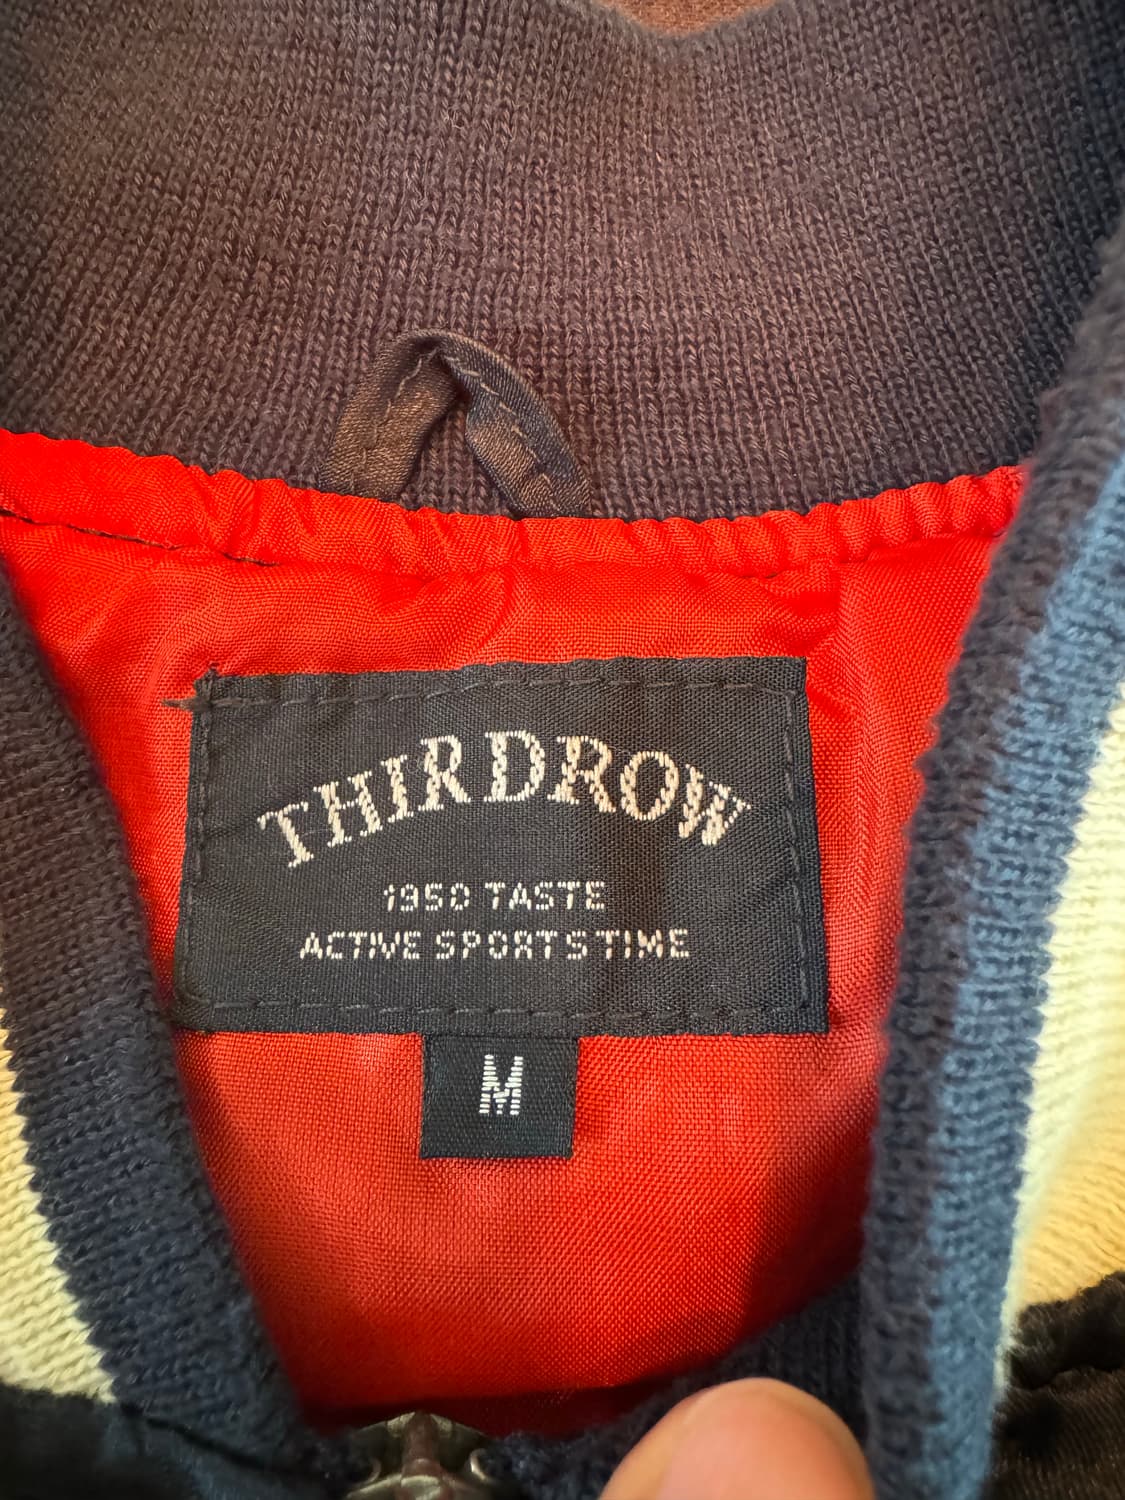 THIRDROW
1950 TASTE
ACTIVE SPORTSTIME
M